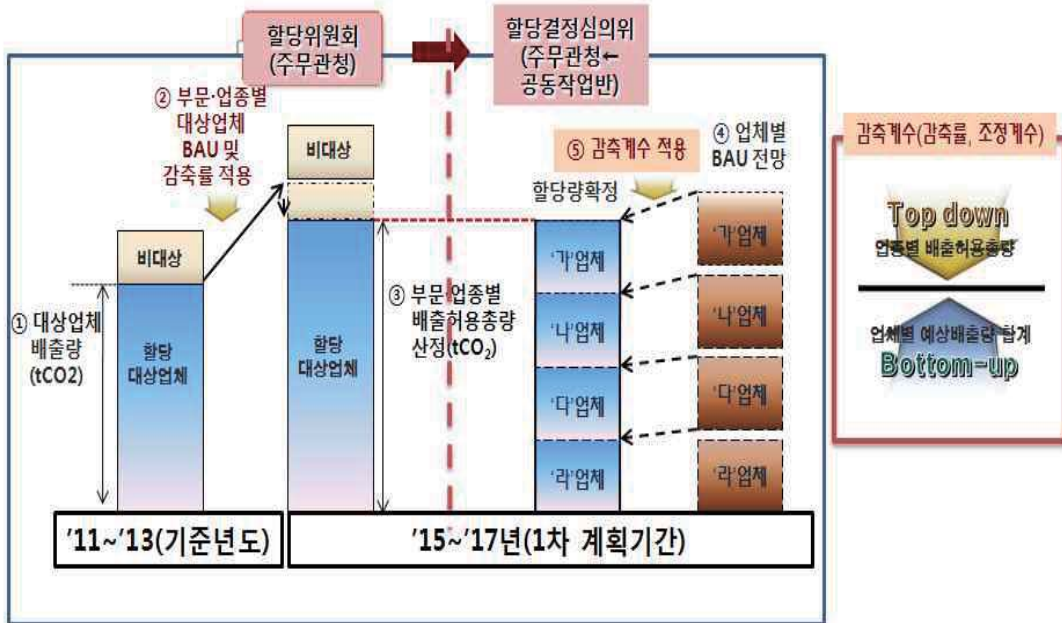 할당위원회
(주무관청)
할당결정심의위
(주무관청←
공동작업반)
② 부문·업종별
대상업체
BAU 및
감축률 적용
비대상
⑤ 감축계수 적용
④ 업체별
BAU 전망
할당량확정
비대상
① 대상업체
배출량
(tCO2)
할당
대상업체
할당
대상업체
③ 부문·업종별
배출허용총량
산정(tCO₂)
'가'업체
'나'업체
'다'업체
'라'업체
'가'업체
'나'업체
'다'업체
'라'업체
'11~'13(기준년도)
'15~'17년(1차 계획기간)
감축계수(감축률, 조정계수)
Top down
업종별 배출허용총량
업체별 예상배출량 합계
Bottom-up